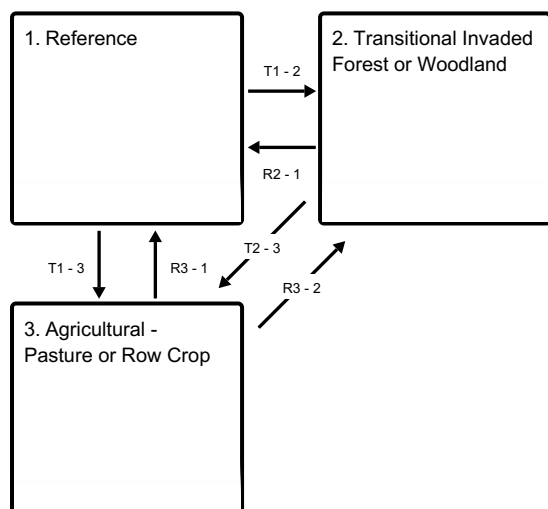 1. Reference
2. Transitional Invaded
Forest or Woodland
T1 - 2
R2 - 1
T1 - 3
R3 - 1
T2 - 3
R3 - 2
3. Agricultural -
Pasture or Row Crop